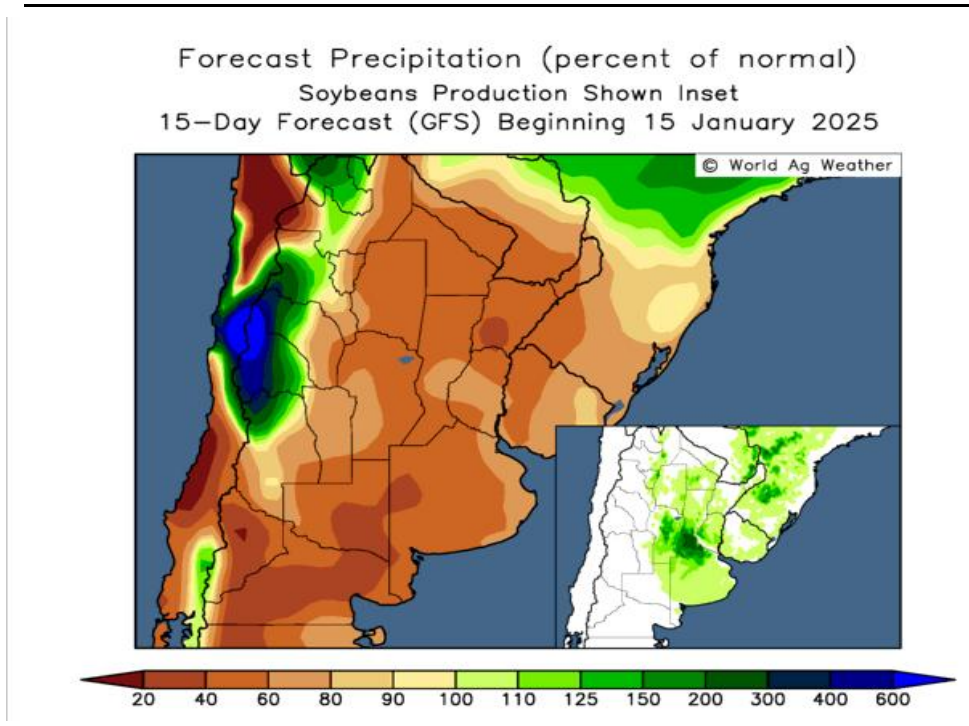 Forecast Precipitation (percent of normal)
Soybeans Production Shown Inset
15-Day Forecast (GFS) Beginning 15 January 2025
© World Ag Weather
20 40 60 80 90 100 110 125 150 200 300 400 600